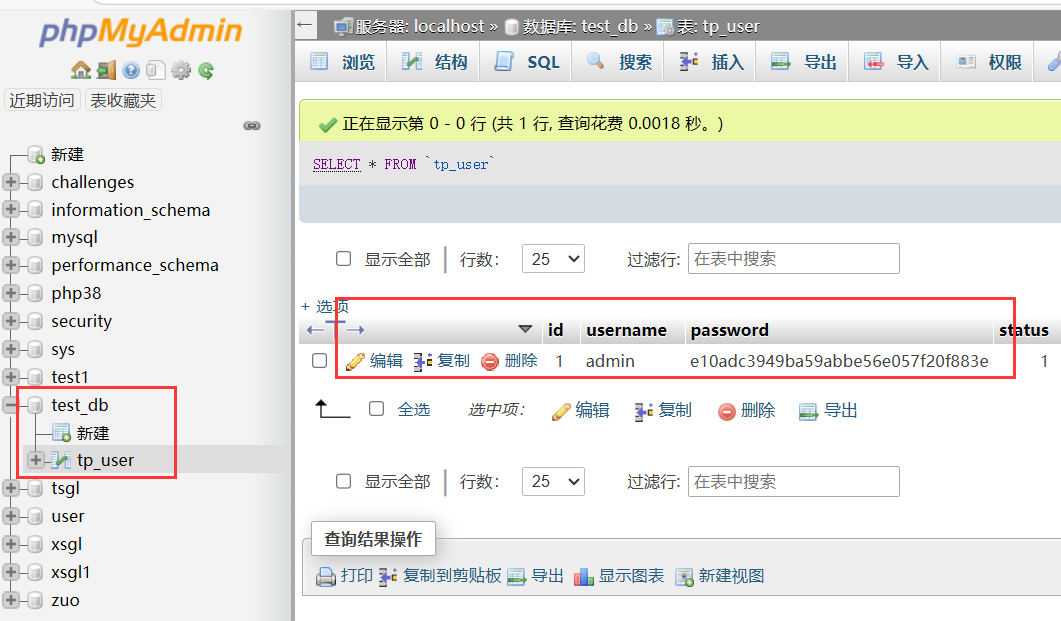 phpMyAdmin
近期访问 表收藏夹
新建
challenges
information_schema
mysql
performance_schema
php38
security
sys
test1
test_db
新建
tp_user
tsgl
user
xsgl
xsgl1
zuo
服务器: localhost » 数据库: test_db » 表: tp_user
浏览 结构 SQL 搜索 插入 导出 导入 权限
正在显示第 0 - 0 行 (共 1 行, 查询花费 0.0018 秒。)
SELECT * FROM `tp_user`
显示全部 行数: 25 过滤行: 在表中搜索
+ 选项
id username password status
编辑 复制 删除 1 admin e10adc3949ba59abbe56e057f20f883e 1
全选 选中项: 编辑 复制 删除 导出
显示全部 行数: 25 过滤行: 在表中搜索
查询结果操作
打印 复制到剪贴板 导出 显示图表 新建视图